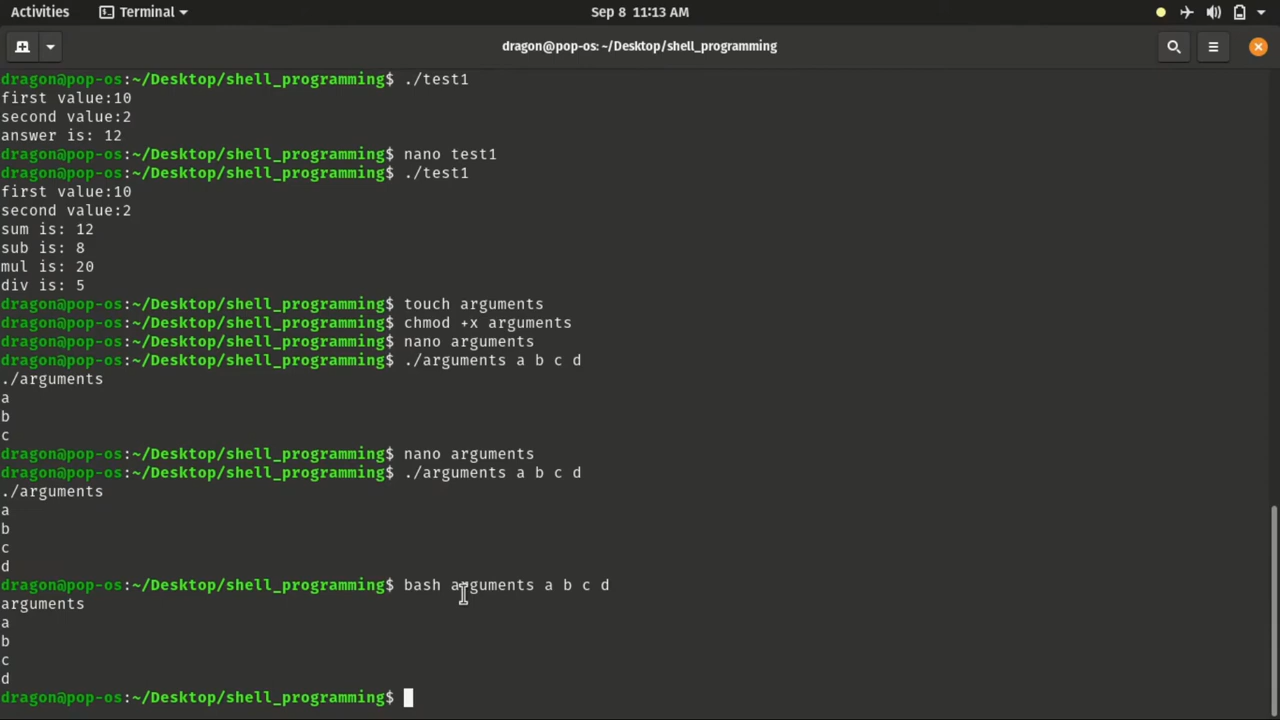 Activities Terminal Sep 8 11:13 AM
dragon@pop-os: ~/Desktop/shell_programming
dragon@pop-os:~/Desktop/shell_programming$ ./test1
first value:10
second value:2
answer is: 12
dragon@pop-os:~/Desktop/shell_programming$ nano test1
dragon@pop-os:~/Desktop/shell_programming$ ./test1
first value:10
second value:2
sum is: 12
sub is: 8
mul is: 20
div is: 5
dragon@pop-os:~/Desktop/shell_programming$ touch arguments
dragon@pop-os:~/Desktop/shell_programming$ chmod +x arguments
dragon@pop-os:~/Desktop/shell_programming$ nano arguments
dragon@pop-os:~/Desktop/shell_programming$ ./arguments a b c d
./arguments
a
b
c
dragon@pop-os:~/Desktop/shell_programming$ nano arguments
dragon@pop-os:~/Desktop/shell_programming$ ./arguments a b c d
./arguments
a
b
c
d
dragon@pop-os:~/Desktop/shell_programming$ bash arguments a b c d
arguments
a
b
c
d
dragon@pop-os:~/Desktop/shell_programming$